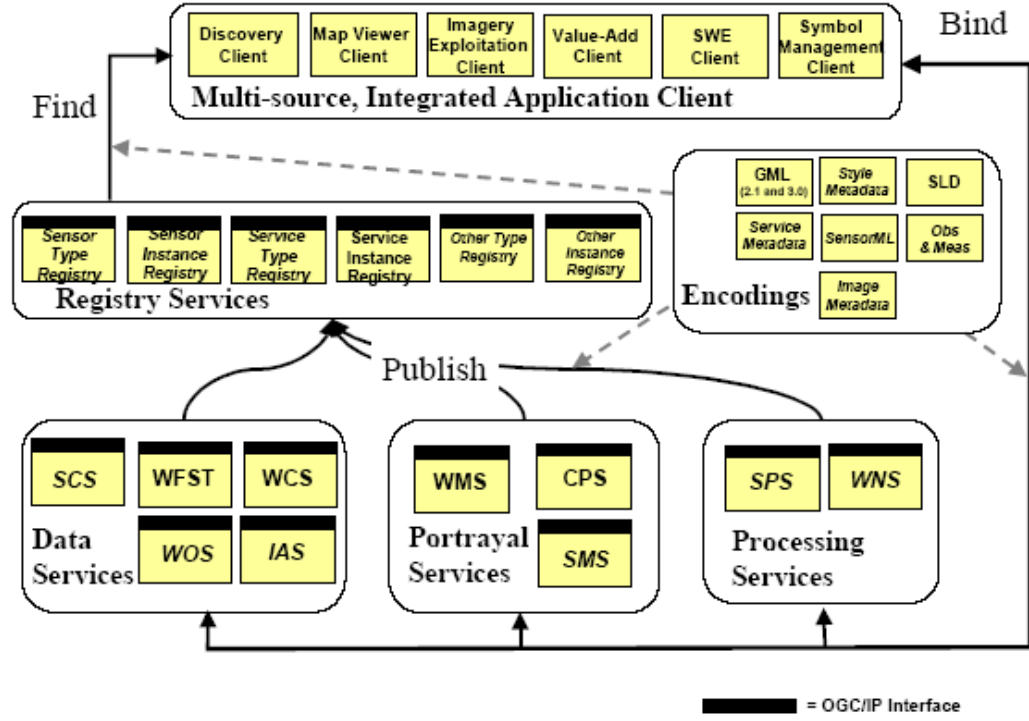 Bind
Discovery
Client
Map Viewer
Client
Imagery
Exploitation
Client
Value-Add
Client
SWE
Client
Symbol
Management
Client
Multi-source, Integrated Application Client
Find
GML
(2.1 and 3.0)
Style
Metadata
SLD
Service
Metadata
SensorML
Obs
& Meas
Image
Metadata
Encodings
Sensor
Type
Registry
Sensor
Instance
Registry
Service
Type
Registry
Service
Instance
Registry
Other Type
Registry
Other
Instance
Registry
Registry Services
Publish
SCS
WFST
WCS
WOS
IAS
Data
Services
WMS
CPS
SMS
Portrayal
Services
SPS
WNS
Processing
Services
= OGC/IP Interface